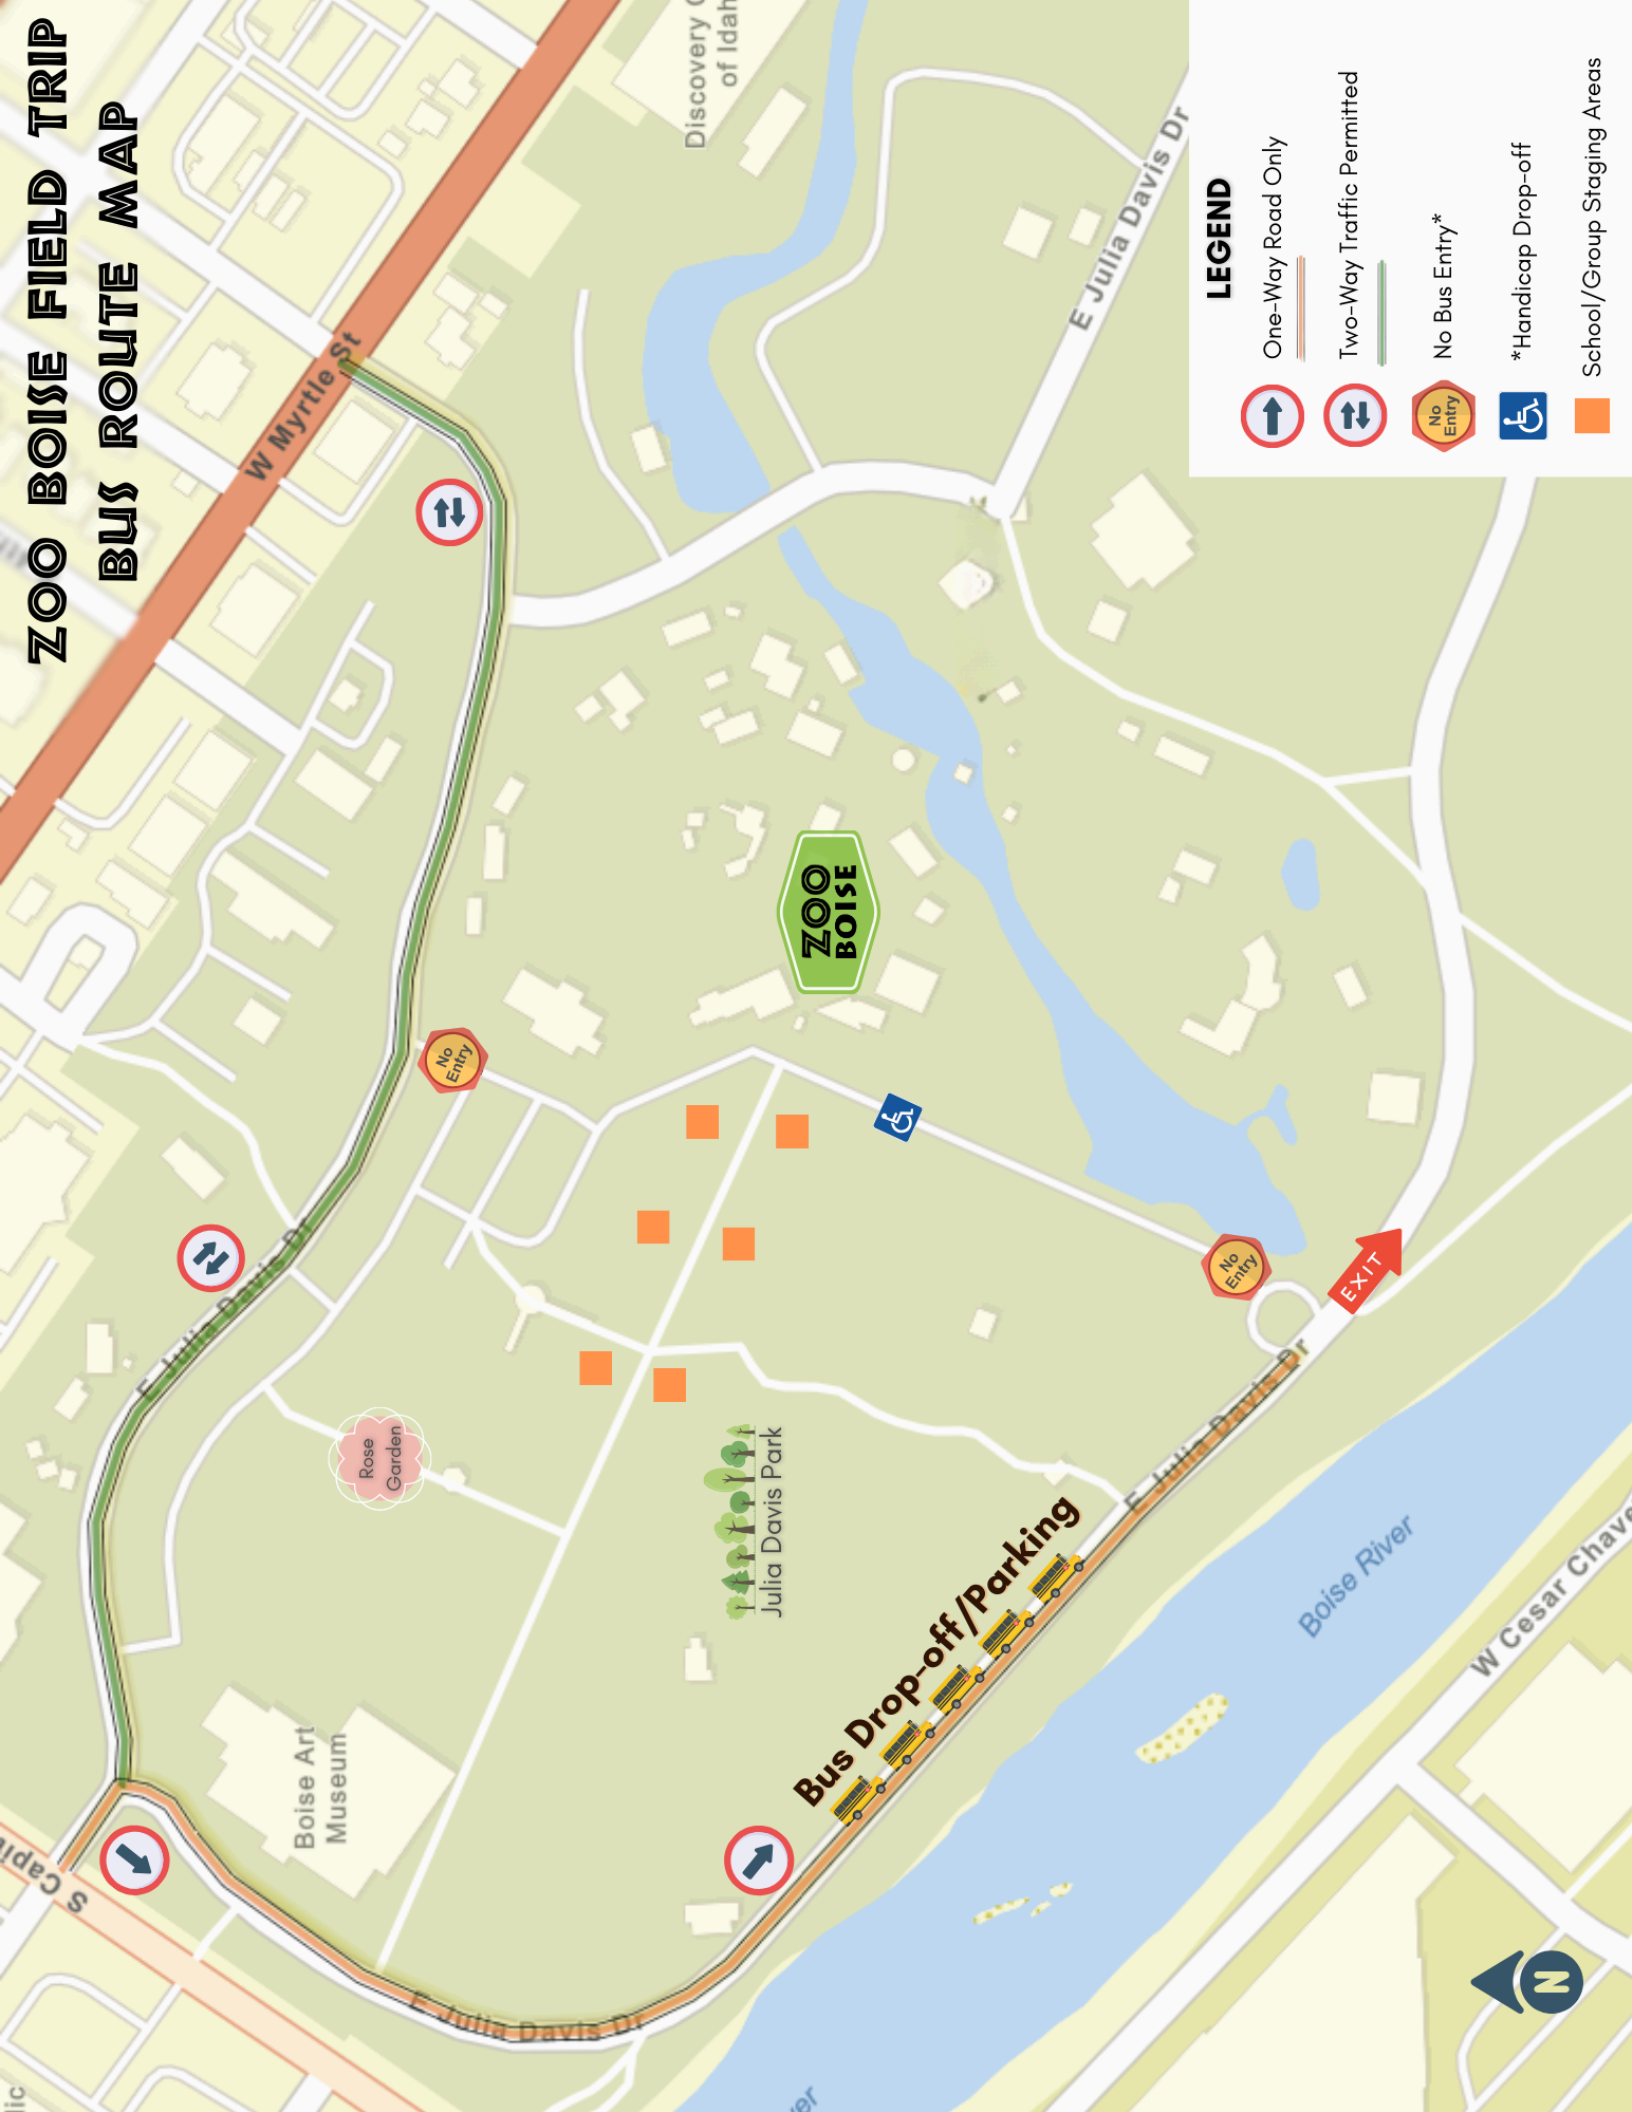 ZOO BOISE FIELD TRIP
BUS ROUTE MAP
W Myrtle St
Discovery
of Idah
E Julia Davis Dr
E Julia Davis Dr
No
Entry
ZOO
BOISE
Rose
Garden
Julia Davis Park
Boise Art
Museum
S Capi
E Julia Davis Dr
Bus Drop-off/Parking
E Julia Davis Dr
No
Entry
EXIT
Boise River
W Cesar Chave
N
LEGEND
One-Way Road Only
Two-Way Traffic Permitted
No
Entry
No Bus Entry*
*Handicap Drop-off
School/Group Staging Areas